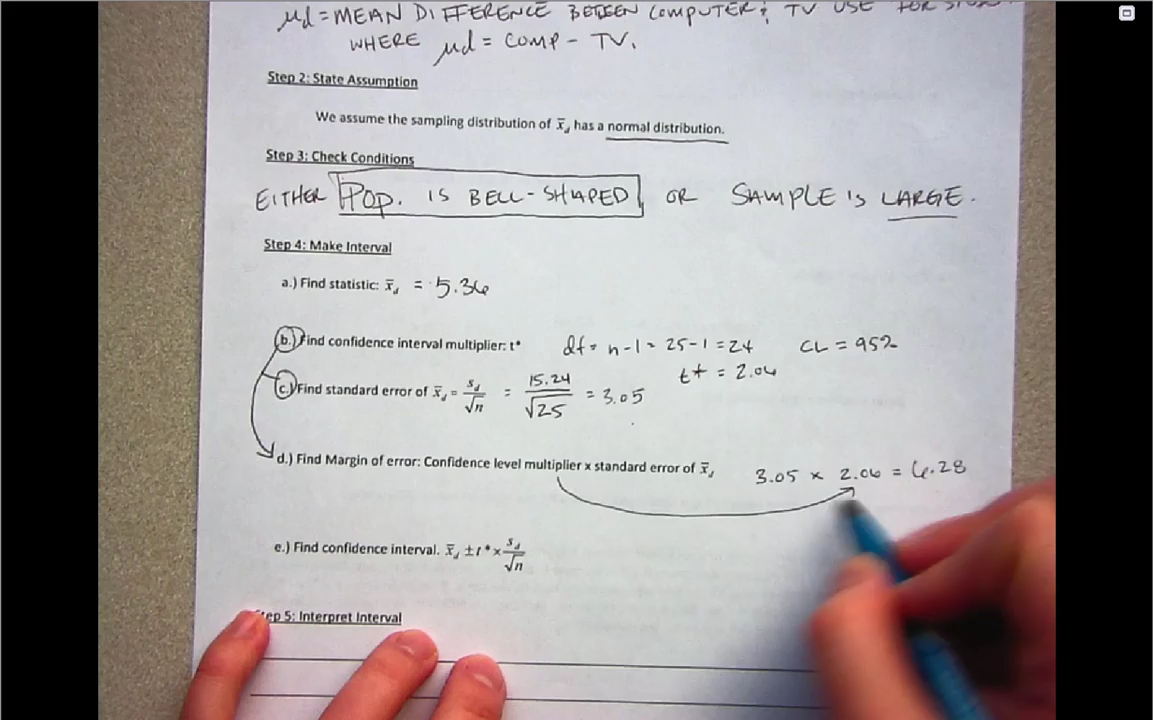 μd = MEAN DIFFERENCE BETEEN COMPUTER & TV USE FOR
WHERE μd = COMP - TV.
Step 2: State Assumption
We assume the sampling distribution of x̄d has a normal distribution.
Step 3: Check Conditions
EITHER POP. IS BELL-SHAPED OR SAMPLE IS LARGE.
Step 4: Make Interval
a.) Find statistic: x̄d = 5.36
b.) Find confidence interval multiplier: t* df = n-1 = 25-1 = 24 CL = 95%
t* = 2.06
c.) Find standard error of x̄d = sd/√n = 15.24/√25 = 3.05
d.) Find Margin of error: Confidence level multiplier x standard error of x̄d 3.05 × 2.06 = 6.28
e.) Find confidence interval. x̄d ± t* × sd/√n
Step 5: Interpret Interval